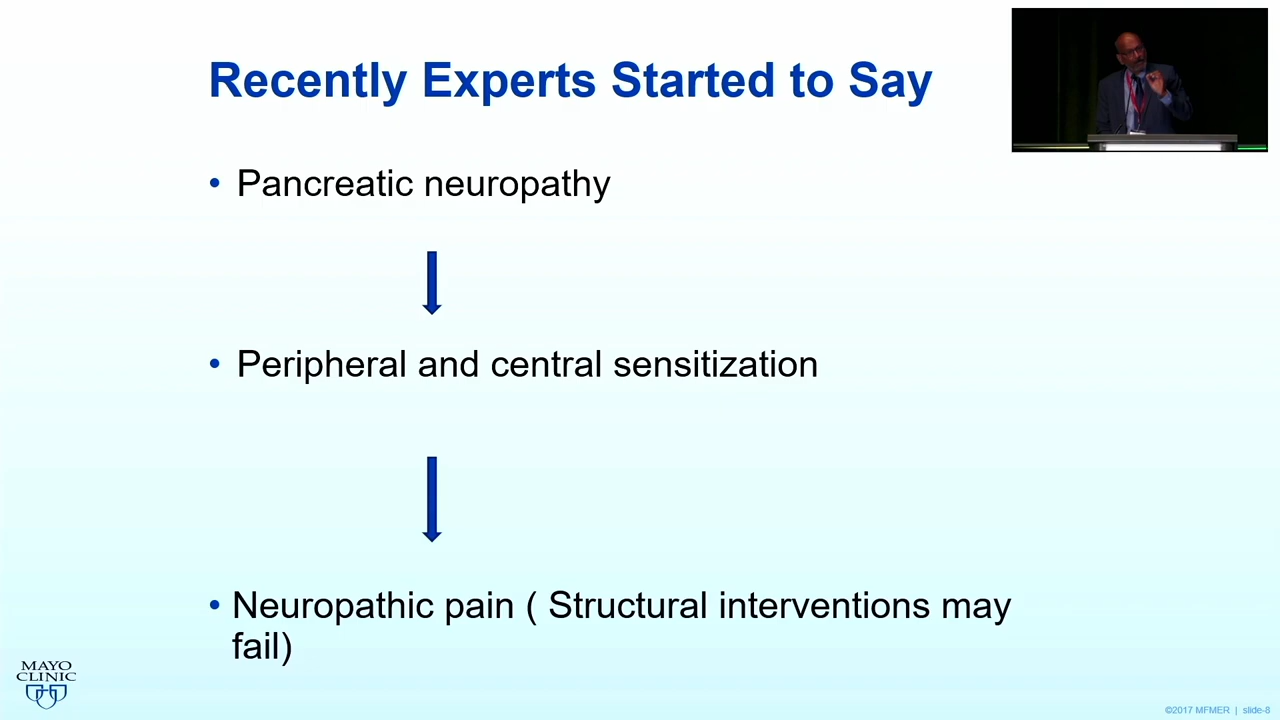 Recently Experts Started to Say
• Pancreatic neuropathy
• Peripheral and central sensitization
• Neuropathic pain ( Structural interventions may
fail)
MAYO
CLINIC
©2017 MFMER | slide-8